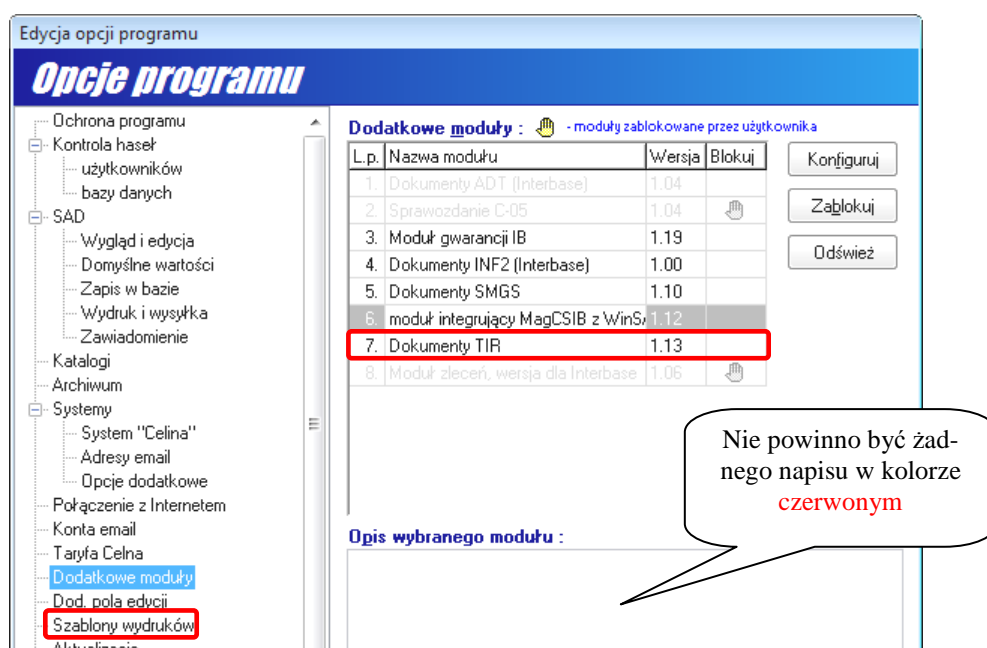 Edycja opcji programu
Opcje programu
Ochrona programu
Kontrola haseł
użytkowników
bazy danych
SAD
Wygląd i edycja
Domyślne wartości
Zapis w bazie
Wydruk i wysyłka
Zawiadomienie
Katalogi
Archiwum
Systemy
System "Celina"
Adresy email
Opcje dodatkowe
Połączenie z Internetem
Konta email
Taryfa Celna
Dodatkowe moduły
Dod. pola edycji
Szablony wydruków
Aktualizacja
Dodatkowe moduły : - moduły zablokowane przez użytkownika
L.p. Nazwa modułu Wersja Blokuj
1. Dokumenty ADT (Interbase) 1.04
2. Sprawozdanie C-05 1.04
3. Moduł gwarancji IB 1.19
4. Dokumenty INF2 (Interbase) 1.00
5. Dokumenty SMGS 1.10
6. moduł integrujący MagCSIB z WinSA 1.12
7. Dokumenty TIR 1.13
8. Moduł zleceń, wersja dla Interbase 1.06
Konfiguruj
Zablokuj
Odśwież
Nie powinno być żad-
nego napisu w kolorze
czerwonym
Opis wybranego modułu :